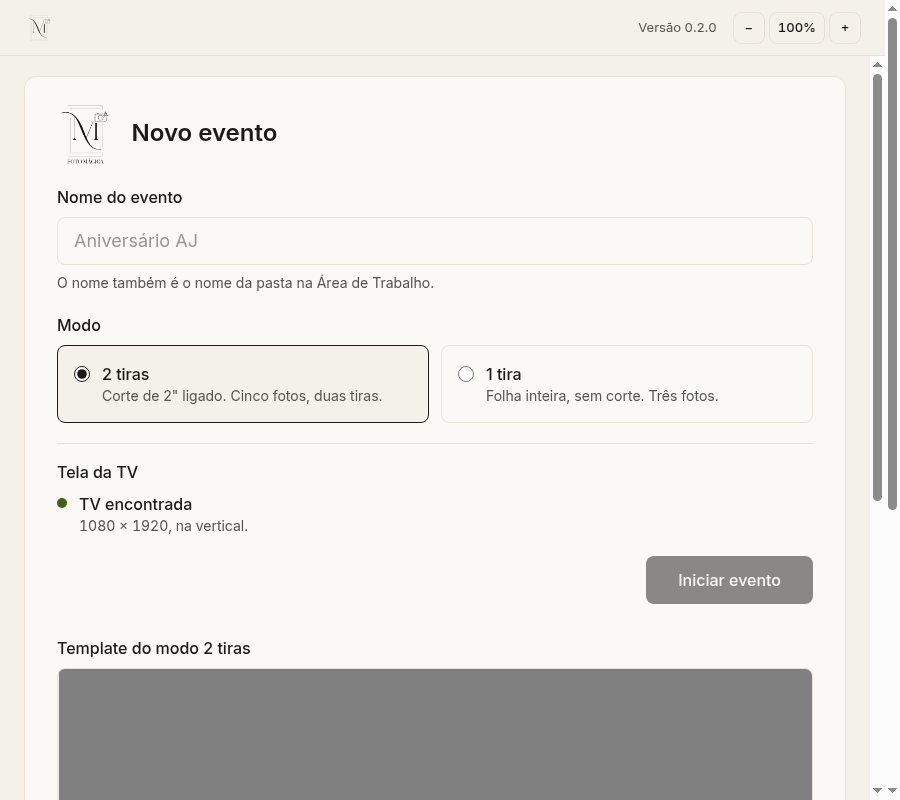 M
Versão 0.2.0
−
100%
+
M
FOTOMÁGICA
Novo evento
Nome do evento
Aniversário AJ
O nome também é o nome da pasta na Área de Trabalho.
Modo
2 tiras
Corte de 2" ligado. Cinco fotos, duas tiras.
1 tira
Folha inteira, sem corte. Três fotos.
Tela da TV
TV encontrada
1080 × 1920, na vertical.
Iniciar evento
Template do modo 2 tiras